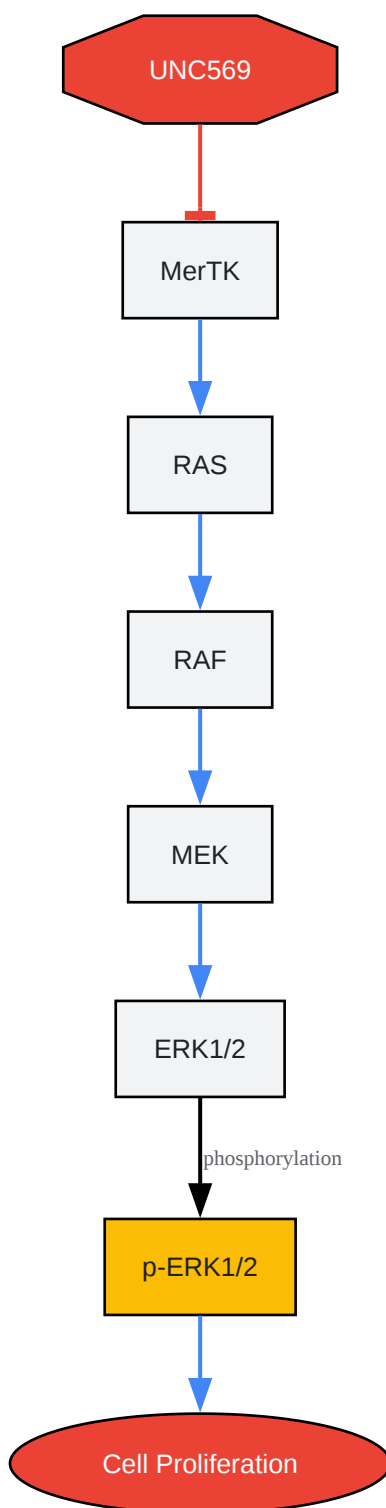 UNC569
MerTK
RAS
RAF
MEK
ERK1/2
phosphorylation
p-ERK1/2
Cell Proliferation